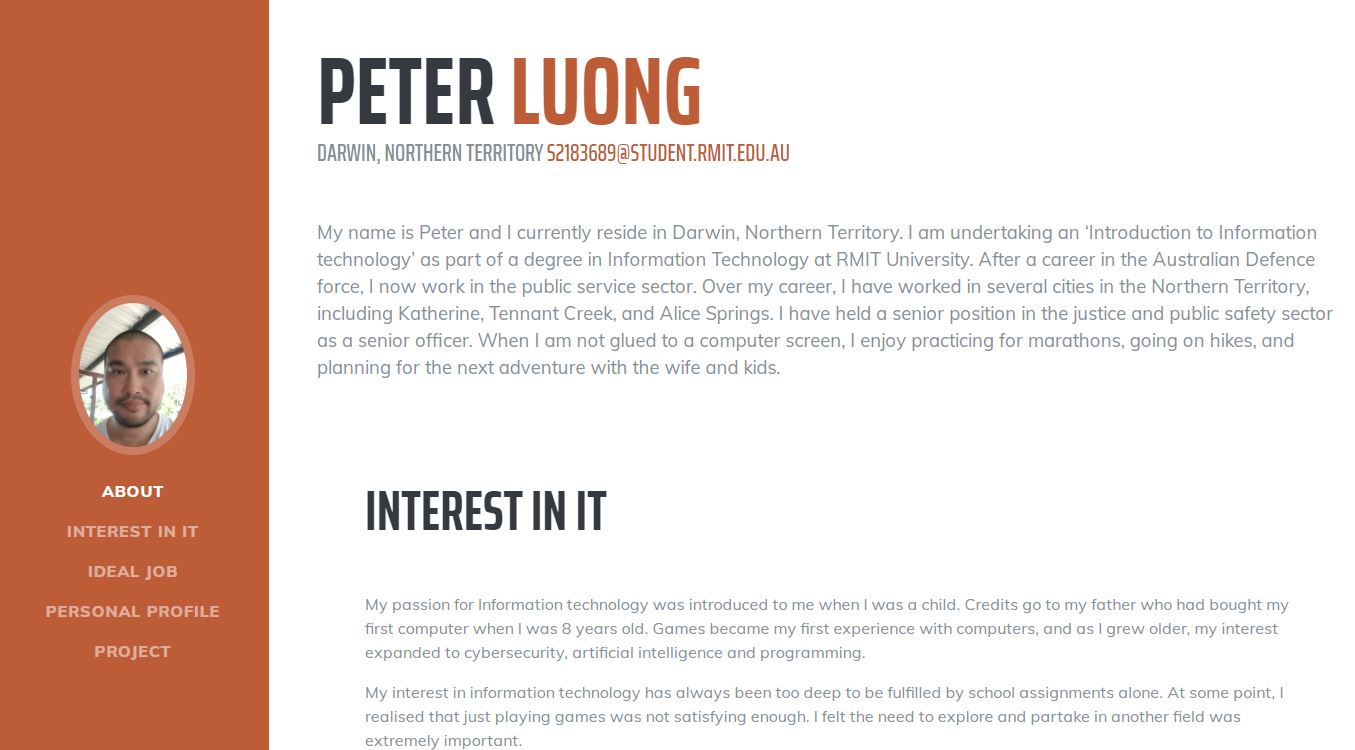 PETER LUONG
DARWIN, NORTHERN TERRITORY S2183689@STUDENT.RMIT.EDU.AU
My name is Peter and I currently reside in Darwin, Northern Territory. I am undertaking an ‘Introduction to Information
technology’ as part of a degree in Information Technology at RMIT University. After a career in the Australian Defence
force, I now work in the public service sector. Over my career, I have worked in several cities in the Northern Territory,
including Katherine, Tennant Creek, and Alice Springs. I have held a senior position in the justice and public safety sector
as a senior officer. When I am not glued to a computer screen, I enjoy practicing for marathons, going on hikes, and
planning for the next adventure with the wife and kids.
ABOUT
INTEREST IN IT
IDEAL JOB
PERSONAL PROFILE
PROJECT
INTEREST IN IT
My passion for Information technology was introduced to me when I was a child. Credits go to my father who had bought my
first computer when I was 8 years old. Games became my first experience with computers, and as I grew older, my interest
expanded to cybersecurity, artificial intelligence and programming.
My interest in information technology has always been too deep to be fulfilled by school assignments alone. At some point, I
realised that just playing games was not satisfying enough. I felt the need to explore and partake in another field was
extremely important.